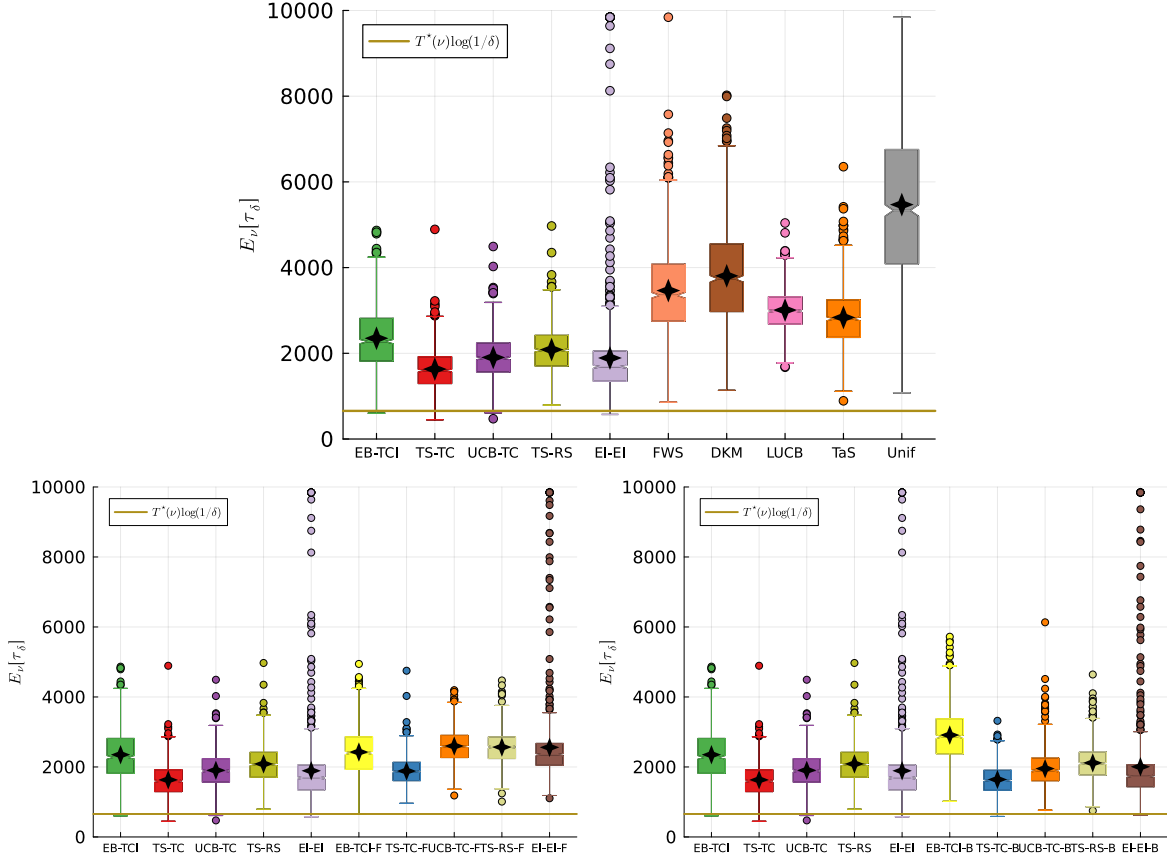 10000
8000
6000
4000
2000
0
E_ν[τ_δ]
T*(ν)log(1/δ)
EB-TCI TS-TC UCB-TC TS-RS EI-EI FWS DKM LUCB TaS Unif
10000
8000
6000
4000
2000
0
E_ν[τ_δ]
T*(ν)log(1/δ)
EB-TCI TS-TC UCB-TC TS-RS EI-EI EB-TCI-F TS-TC-F UCB-TC-F TS-RS-F EI-EI-F
10000
8000
6000
4000
2000
0
E_ν[τ_δ]
T*(ν)log(1/δ)
EB-TCI TS-TC UCB-TC TS-RS EI-EI EB-TCI-B TS-TC-B UCB-TC-B TS-RS-B EI-EI-B